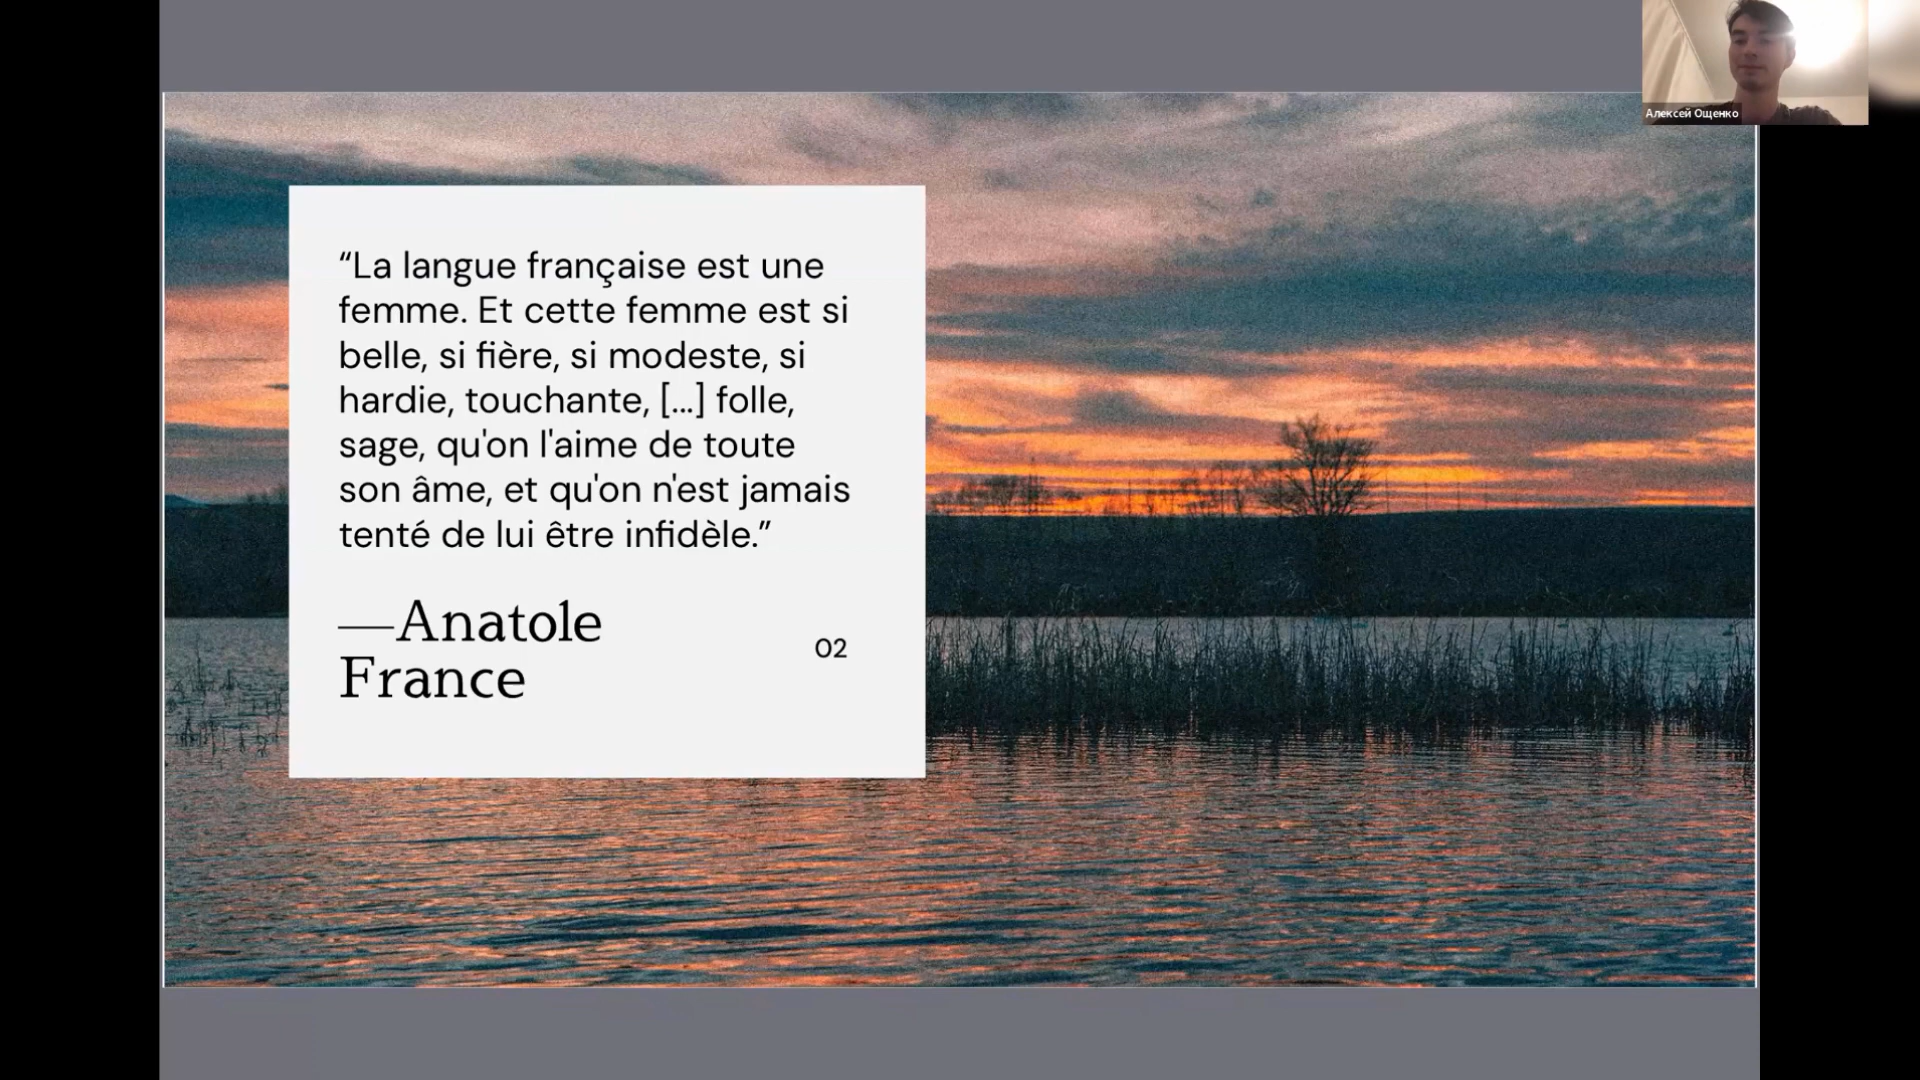 Алексей Ощенко
“La langue française est une
femme. Et cette femme est si
belle, si fière, si modeste, si
hardie, touchante, [...] folle,
sage, qu'on l'aime de toute
son âme, et qu'on n'est jamais
tenté de lui être infidèle.”
—Anatole
France
02